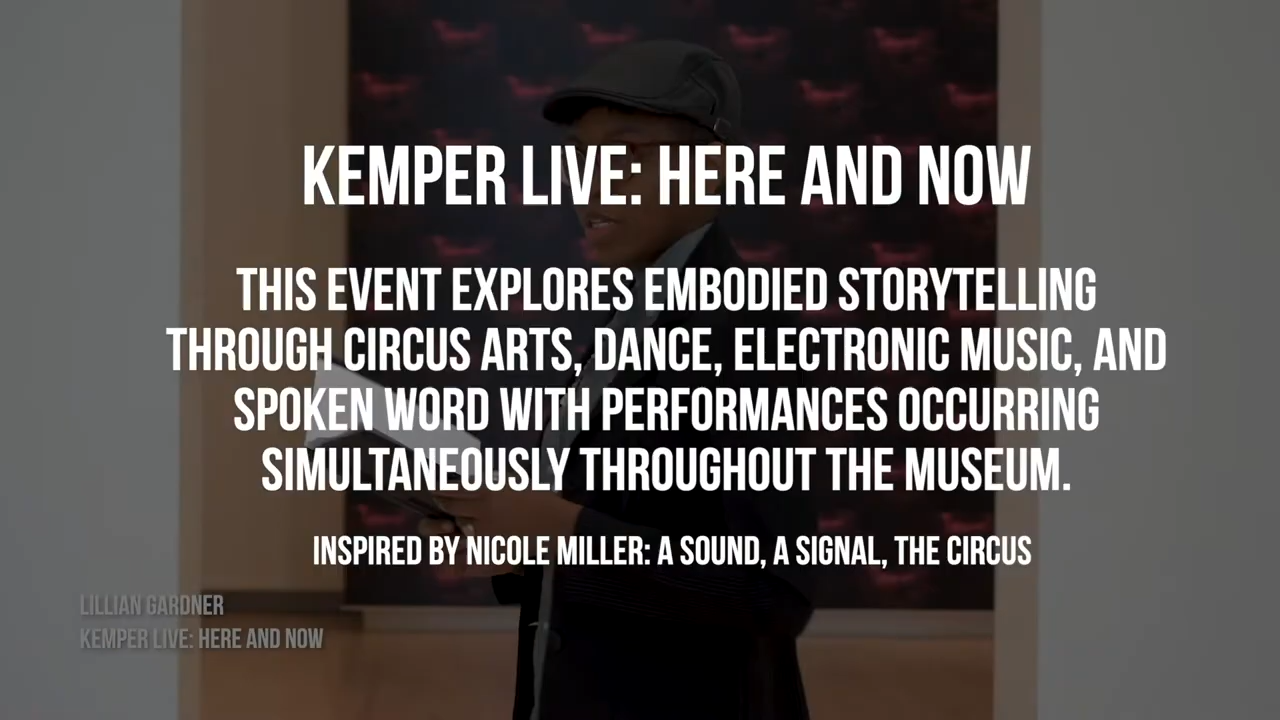 KEMPER LIVE: HERE AND NOW
THIS EVENT EXPLORES EMBODIED STORYTELLING
THROUGH CIRCUS ARTS, DANCE, ELECTRONIC MUSIC, AND
SPOKEN WORD WITH PERFORMANCES OCCURRING
SIMULTANEOUSLY THROUGHOUT THE MUSEUM.
INSPIRED BY NICOLE MILLER: A SOUND, A SIGNAL, THE CIRCUS
LILLIAN GARDNER
KEMPER LIVE: HERE AND NOW